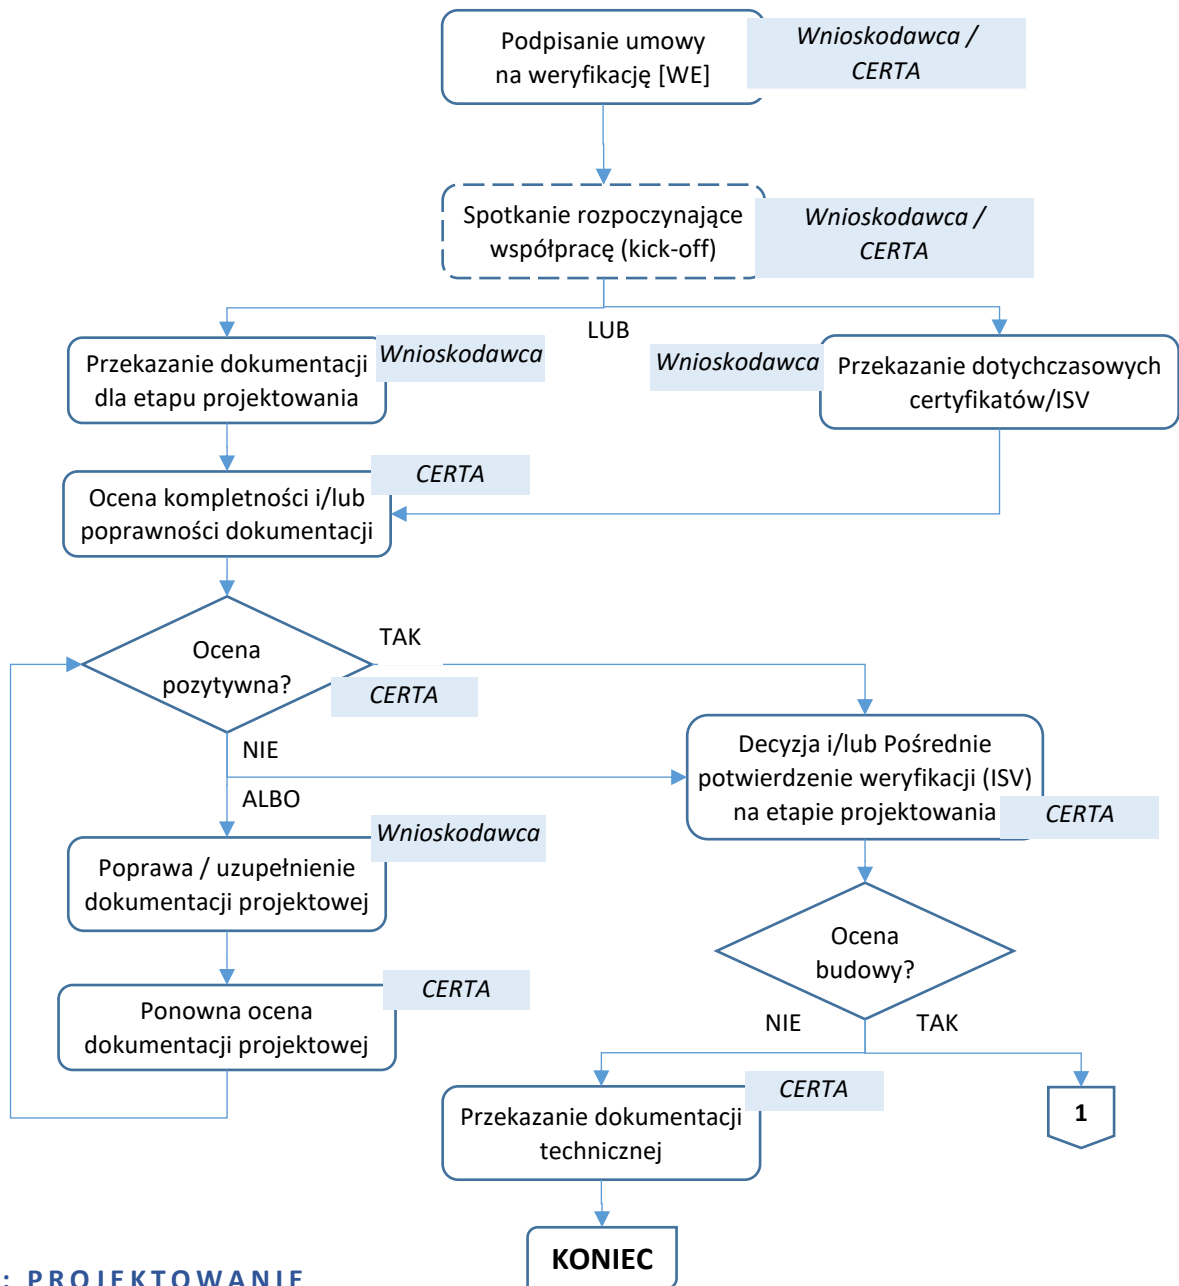 Podpisanie umowy
na weryfikację [WE]
Wnioskodawca /
CERTA
Spotkanie rozpoczynające
współpracę (kick-off)
Wnioskodawca /
CERTA
LUB
Przekazanie dokumentacji
dla etapu projektowania
Wnioskodawca
Wnioskodawca
Przekazanie dotychczasowych
certyfikatów/ISV
CERTA
Ocena kompletności i/lub
poprawności dokumentacji
TAK
Ocena
pozytywna?
CERTA
NIE
ALBO
Decyzja i/lub Pośrednie
potwierdzenie weryfikacji (ISV)
na etapie projektowania
CERTA
Wnioskodawca
Poprawa / uzupełnienie
dokumentacji projektowej
Ocena
budowy?
CERTA
Ponowna ocena
dokumentacji projektowej
NIE
TAK
CERTA
Przekazanie dokumentacji
technicznej
1
KONIEC
: PROJEKTOWANIE